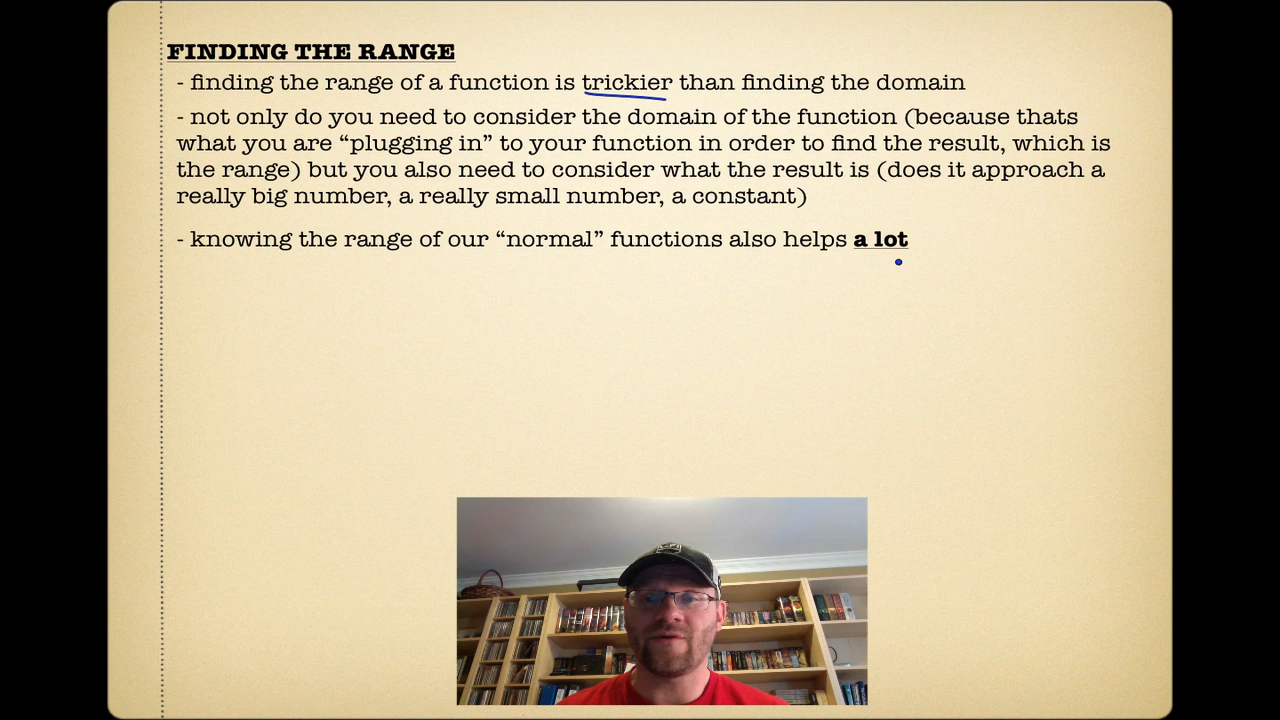 FINDING THE RANGE
- finding the range of a function is trickier than finding the domain
- not only do you need to consider the domain of the function (because thats
what you are “plugging in” to your function in order to find the result, which is
the range) but you also need to consider what the result is (does it approach a
really big number, a really small number, a constant)
- knowing the range of our “normal” functions also helps a lot